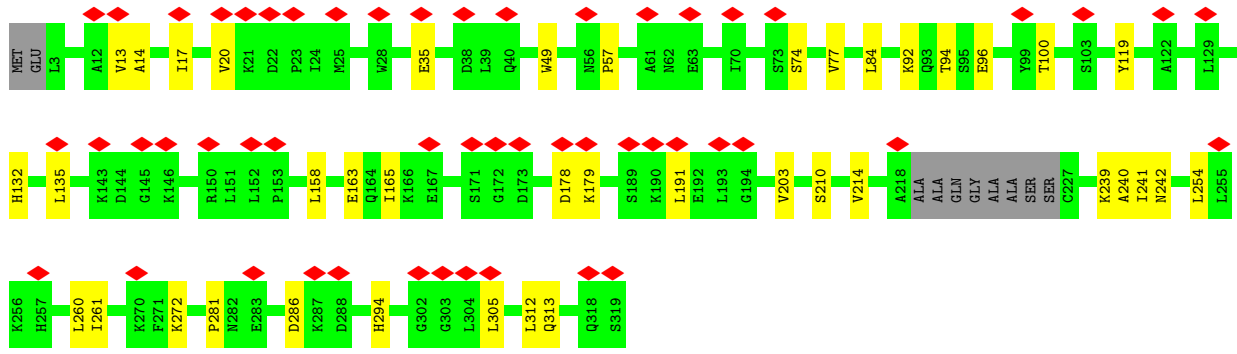 MET GLU L3 A12 V13 A14 I17 V20 K21 D22 P23 I24 M25 W28 E35 D38 L39 Q40 W49 N56 P57 A61 N62 E63 I70 S73 S74 V77 L84 K92 Q93 T94 S95 E96 Y99 T100 S103 Y119 A122 L129
H132 L135 K143 D144 G145 K146 R150 L151 L152 P153 L158 E163 Q164 I165 K166 E167 S171 G172 D173 D178 K179 S189 K190 L191 E192 L193 G194 V203 S210 V214 A218 ALA ALA GLN GLY ALA ALA SER SER C227 K239 A240 I241 N242 L254 L255
K256 H257 L260 I261 K270 F271 K272 P281 N282 E283 D286 K287 D288 H294 G302 G303 L304 L305 L312 Q313 Q318 S319